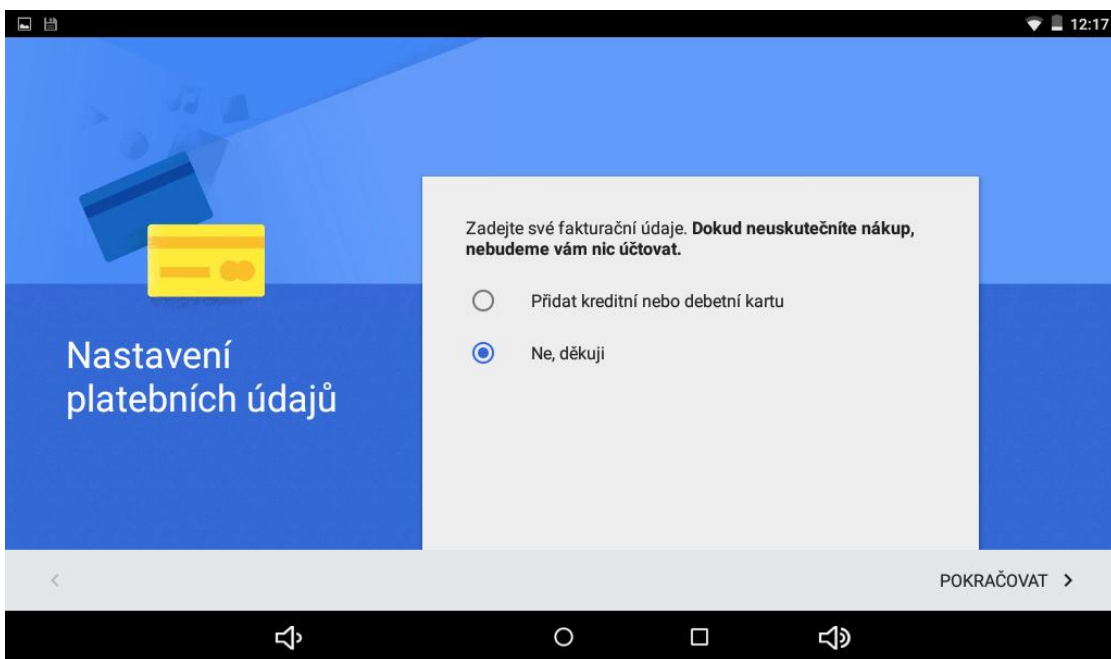 12:17
Zadejte své fakturační údaje. Dokud neuskutečníte nákup,
nebudeme vám nic účtovat.
Přidat kreditní nebo debetní kartu
Ne, děkuji
Nastavení
platebních údajů
POKRAČOVAT